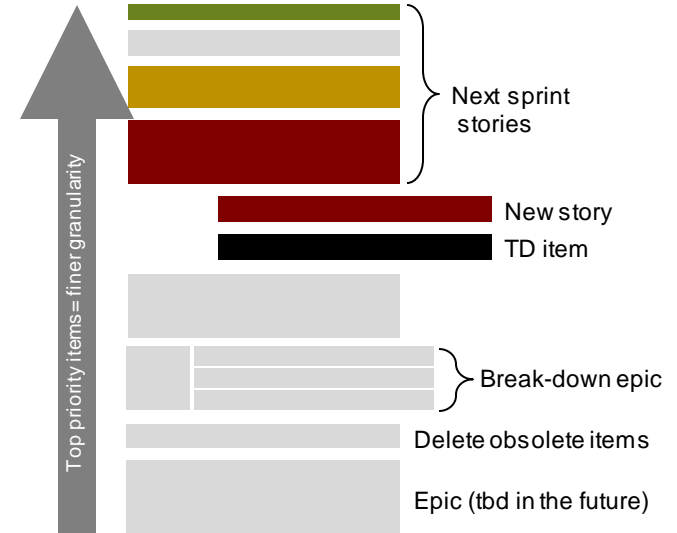 Next sprint
stories
New story
TD item
Top priority items= finer granularity
Break-down epic
Delete obsolete items
Epic (tbd in the future)